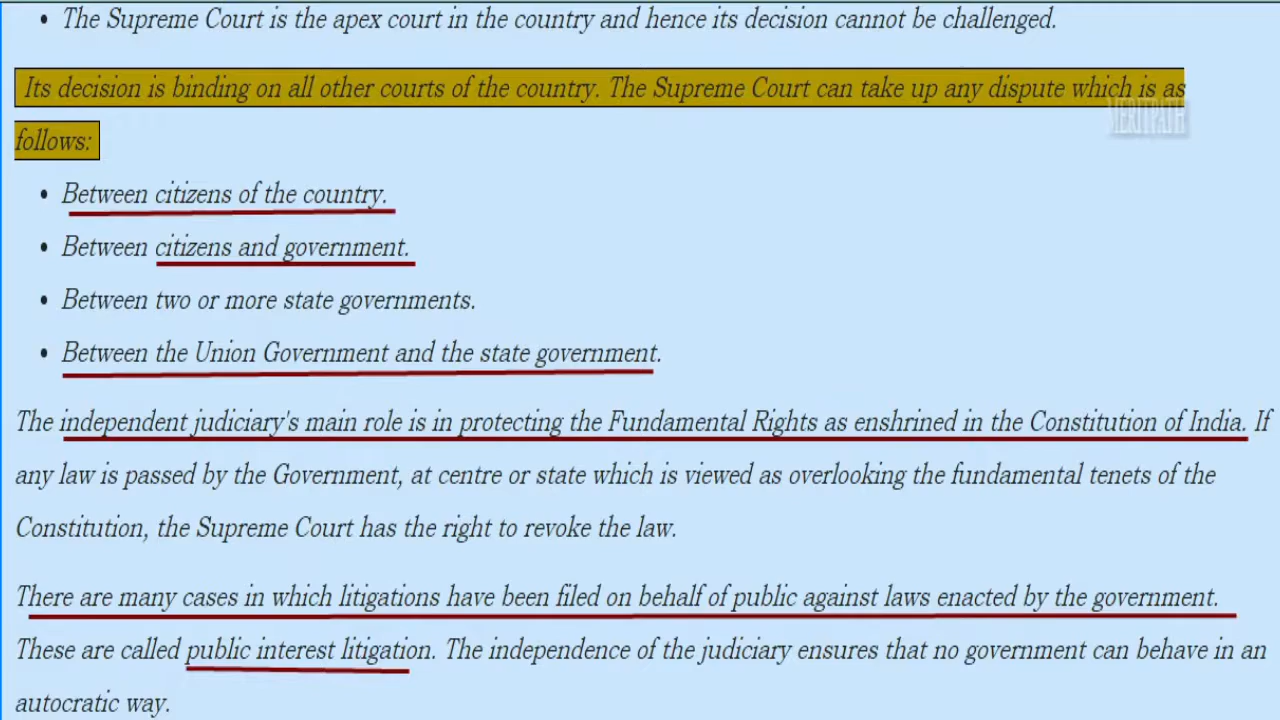 • The Supreme Court is the apex court in the country and hence its decision cannot be challenged.
Its decision is binding on all other courts of the country. The Supreme Court can take up any dispute which is as
follows:
MERITPATH
• Between citizens of the country.
• Between citizens and government.
• Between two or more state governments.
• Between the Union Government and the state government.
The independent judiciary's main role is in protecting the Fundamental Rights as enshrined in the Constitution of India. If
any law is passed by the Government, at centre or state which is viewed as overlooking the fundamental tenets of the
Constitution, the Supreme Court has the right to revoke the law.
There are many cases in which litigations have been filed on behalf of public against laws enacted by the government.
These are called public interest litigation. The independence of the judiciary ensures that no government can behave in an
autocratic way.